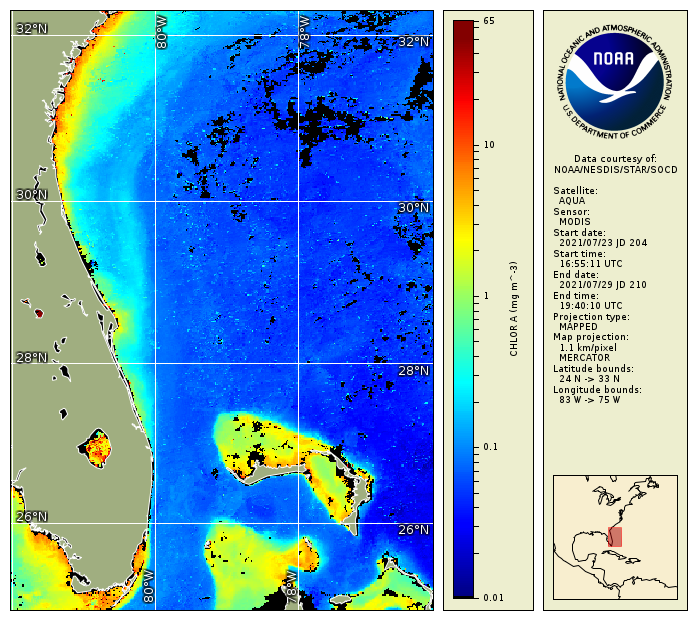 80°W
78°W
32°N
32°N
30°N
30°N
28°N
28°N
26°N
26°N
80°W
78°W
65
10
1
0.1
0.01
CHLOR A (mg m^-3)
NATIONAL OCEANIC AND ATMOSPHERIC ADMINISTRATION
NOAA
U.S. DEPARTMENT OF COMMERCE
Data courtesy of:
NOAA/NESDIS/STAR/SOCD
Satellite:
AQUA
Sensor:
MODIS
Start date:
2021/07/23 JD 204
Start time:
16:55:11 UTC
End date:
2021/07/29 JD 210
End time:
19:40:10 UTC
Projection type:
MAPPED
Map projection:
1.1 km/pixel
MERCATOR
Latitude bounds:
24 N -> 33 N
Longitude bounds:
83 W -> 75 W